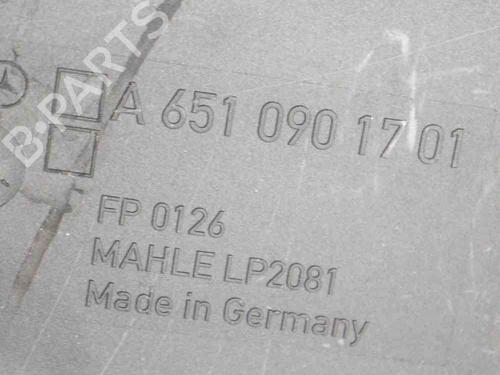 B-PARTS
A 651 090 17 01
FP 0126
MAHLE LP2081
Made in Germany